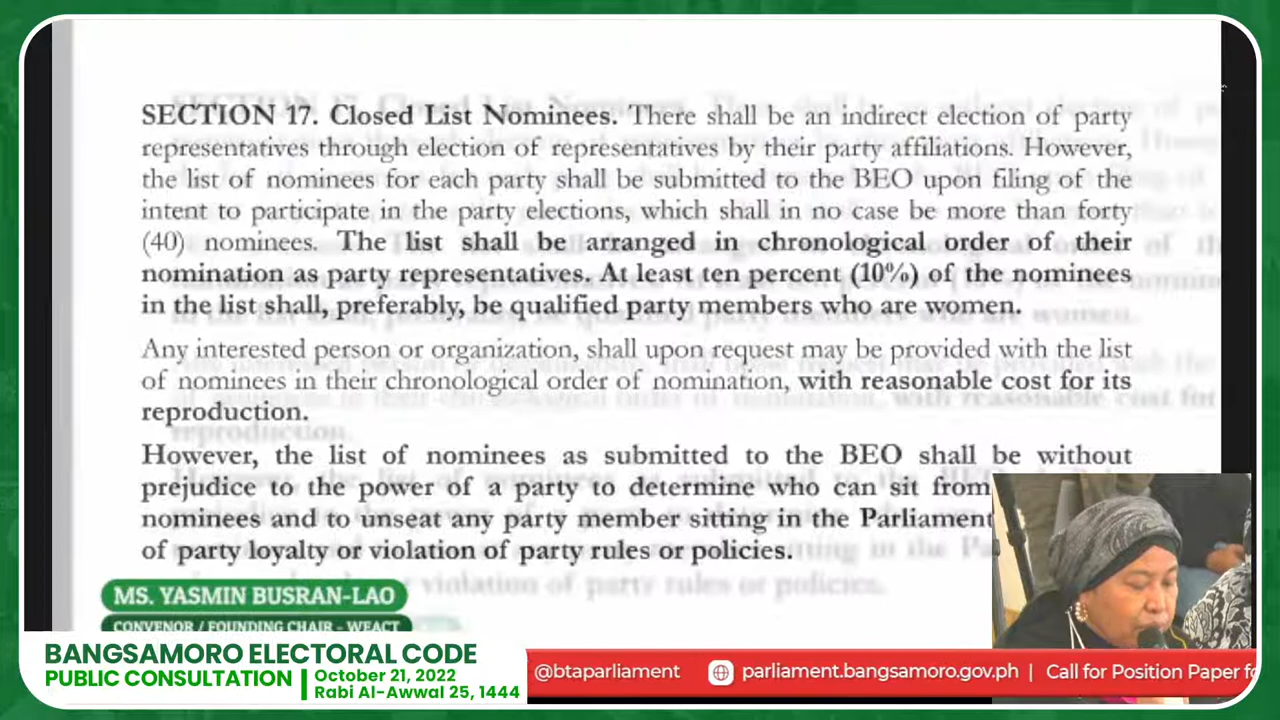 SECTION 17. Closed List Nominees. There shall be an indirect election of party
representatives through election of representatives by their party affiliations. However,
the list of nominees for each party shall be submitted to the BEO upon filing of the
intent to participate in the party elections, which shall in no case be more than forty
(40) nominees. The list shall be arranged in chronological order of their
nomination as party representatives. At least ten percent (10%) of the nominees
in the list shall, preferably, be qualified party members who are women.
Any interested person or organization, shall upon request may be provided with the list
of nominees in their chronological order of nomination, with reasonable cost for its
reproduction.
However, the list of nominees as submitted to the BEO shall be without
prejudice to the power of a party to determine who can sit from
nominees and to unseat any party member sitting in the Parliament
of party loyalty or violation of party rules or policies.
MS. YASMIN BUSRAN-LAO
CONVENOR / FOUNDING CHAIR - WEACT
BANGSAMORO ELECTORAL CODE
PUBLIC CONSULTATION
October 21, 2022
Rabi Al-Awwal 25, 1444
@btaparliament
parliament.bangsamoro.gov.ph | Call for Position Paper